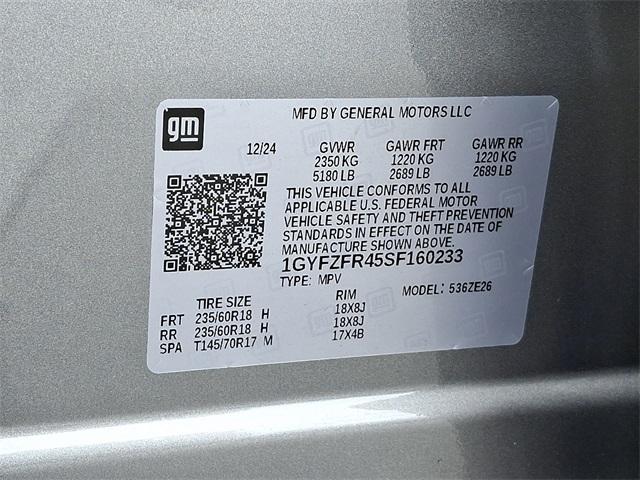 gm
MFD BY GENERAL MOTORS LLC
12/24 GVWR GAWR FRT GAWR RR
2350 KG 1220 KG 1220 KG
5180 LB 2689 LB 2689 LB
THIS VEHICLE CONFORMS TO ALL
APPLICABLE U.S. FEDERAL MOTOR
VEHICLE SAFETY AND THEFT PREVENTION
STANDARDS IN EFFECT ON THE DATE OF
MANUFACTURE SHOWN ABOVE.
1GYFZFR45SF160233
TYPE: MPV MODEL: 536ZE26
TIRE SIZE RIM
FRT 235/60R18 H 18X8J
RR 235/60R18 H 18X8J
SPA T145/70R17 M 17X4B